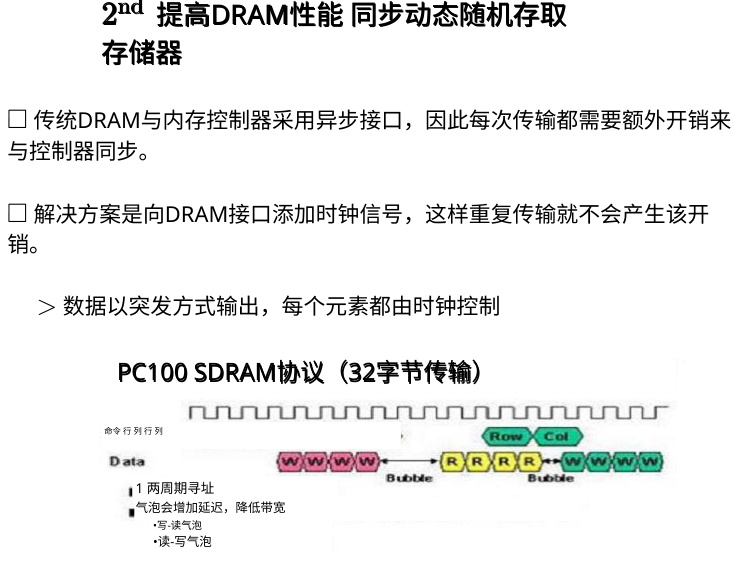 2nd 提高DRAM性能 同步动态随机存取
存储器
□ 传统DRAM与内存控制器采用异步接口，因此每次传输都需要额外开销来
与控制器同步。
□ 解决方案是向DRAM接口添加时钟信号，这样重复传输就不会产生该开
销。
> 数据以突发方式输出，每个元素都由时钟控制
PC100 SDRAM协议（32字节传输）
命令 行 列 行 列
Row Col
Data W W W W R R R R W W W W
Bubble Bubble
1 两周期寻址
气泡会增加延迟，降低带宽
•写-读气泡
•读-写气泡